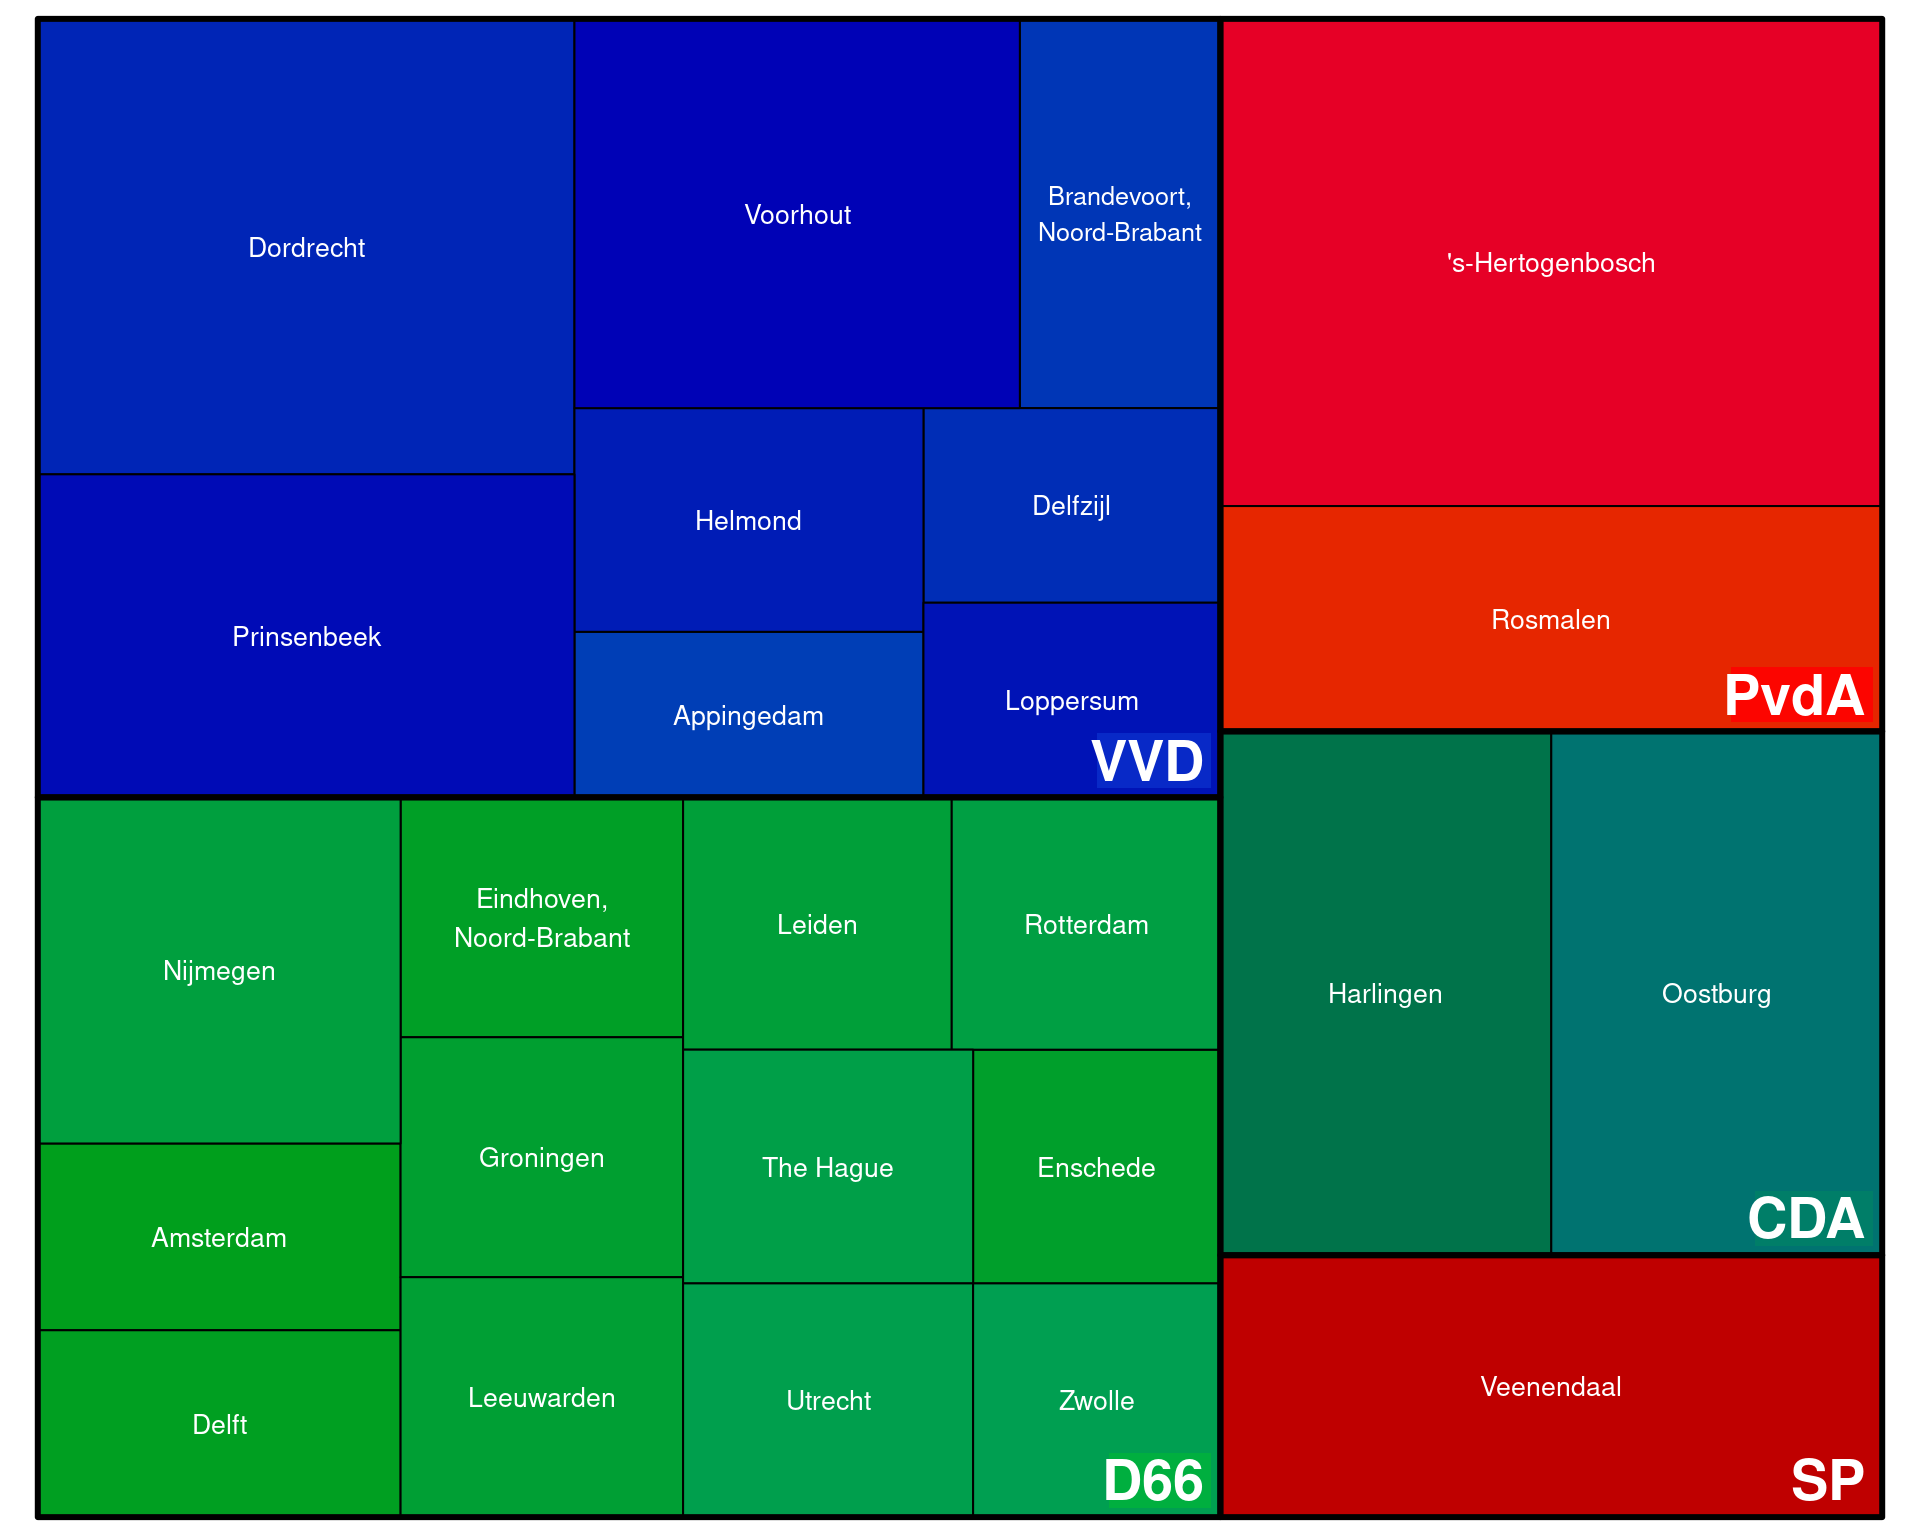 Dordrecht
Voorhout
Brandevoort,
Noord-Brabant
Prinsenbeek
Helmond
Delfzijl
Appingedam
Loppersum
VVD
's-Hertogenbosch
Rosmalen
PvdA
Nijmegen
Eindhoven,
Noord-Brabant
Leiden
Rotterdam
Amsterdam
Groningen
The Hague
Enschede
Delft
Leeuwarden
Utrecht
Zwolle
D66
Harlingen
Oostburg
CDA
Veenendaal
SP